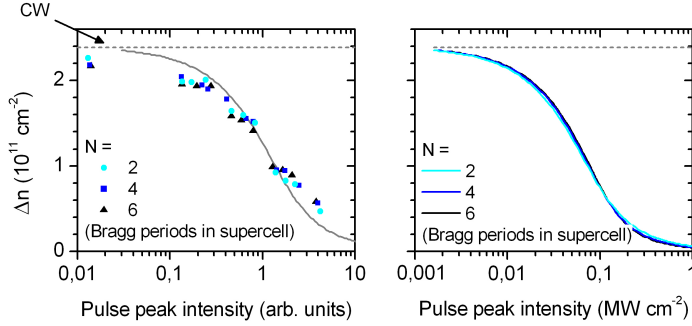 CW
Δn (10¹¹ cm⁻²)
2
1
0
N =
2
4
6
(Bragg periods in supercell)
0,01
0,1
1
10
Pulse peak intensity (arb. units)
N =
2
4
6
(Bragg periods in supercell)
0,001
0,01
0,1
1
Pulse peak intensity (MW cm⁻²)